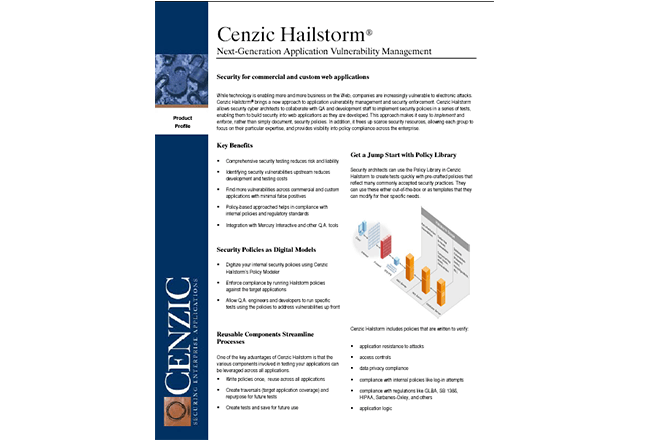 Cenzic Hailstorm®
Next-Generation Application Vulnerability Management
Product
Profile
Security for commercial and custom web applications
While technology is enabling more and more business on the Web, companies are increasingly vulnerable to electronic attacks.
Cenzic Hailstorm® brings a new approach to application vulnerability management and security enforcement. Cenzic Hailstorm
allows security cyber architects to collaborate with QA and development staff to implement security policies in a series of tests,
enabling them to build security into web applications as they are developed. This approach makes it easy to implement and
enforce, rather than simply document, security policies. In addition, it frees up scarce security resources, allowing each group to
focus on their particular expertise, and provides visibility into policy compliance across the enterprise.
Key Benefits
• Comprehensive security testing reduces risk and liability
• Identifying security vulnerabilities upstream reduces
development and testing costs
• Find more vulnerabilities across commercial and custom
applications with minimal false positives
• Policy-based approached helps in compliance with
internal policies and regulatory standards
• Integration with Mercury Interactive and other Q.A. tools.
Security Policies as Digital Models
• Digitize your internal security policies using Cenzic
Hailstorm's Policy Modeler
• Enforce compliance by running Hailstorm policies
against the target applications
• Allow Q.A. engineers and developers to run specific
tests using the policies to address vulnerabilities up front
Reusable Components Streamline
Processes
One of the key advantages of Cenzic Hailstorm is that the
various components involved in testing your applications can
be leveraged across all applications.
• Write policies once, reuse across all applications
• Create traversals (target application coverage) and
repurpose for future tests
• Create tests and save for future use
Get a Jump Start with Policy Library
Security architects can use the Policy Library in Cenzic
Hailstorm to create tests quickly with pre-crafted policies that
reflect many commonly accepted security practices. They
can use these either out-of-the-box or as templates that they
can modify for their specific needs.
Cenzic Hailstorm includes policies that are written to verify:
• application resistance to attacks
• access controls
• data privacy compliance
• compliance with internal policies like log-in attempts
• compliance with regulations like GLBA, SB 1386,
HIPAA, Sarbanes-Oxley, and others
• application logic
CENZIC
SECURING ENTERPRISE APPLICATIONS